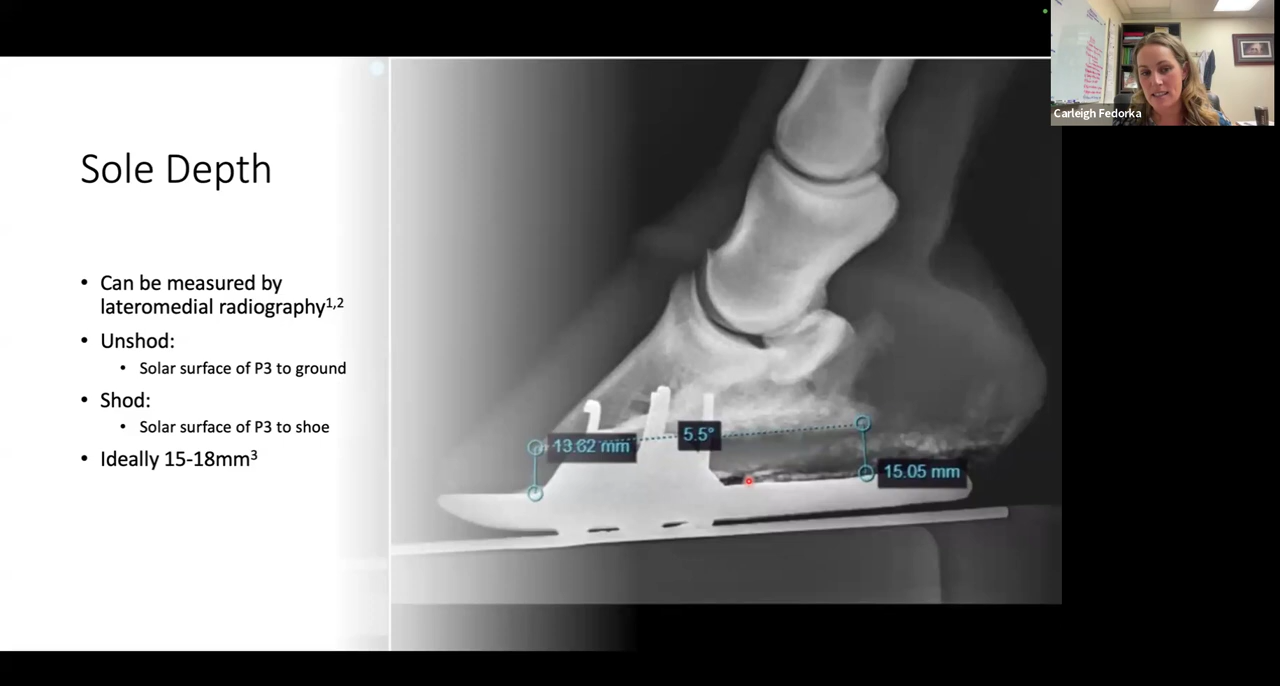 Carleigh Fedorka
Sole Depth
• Can be measured by
lateromedial radiography1,2
• Unshod:
• Solar surface of P3 to ground
• Shod:
• Solar surface of P3 to shoe
• Ideally 15-18mm3
13.62 mm
5.5°
15.05 mm